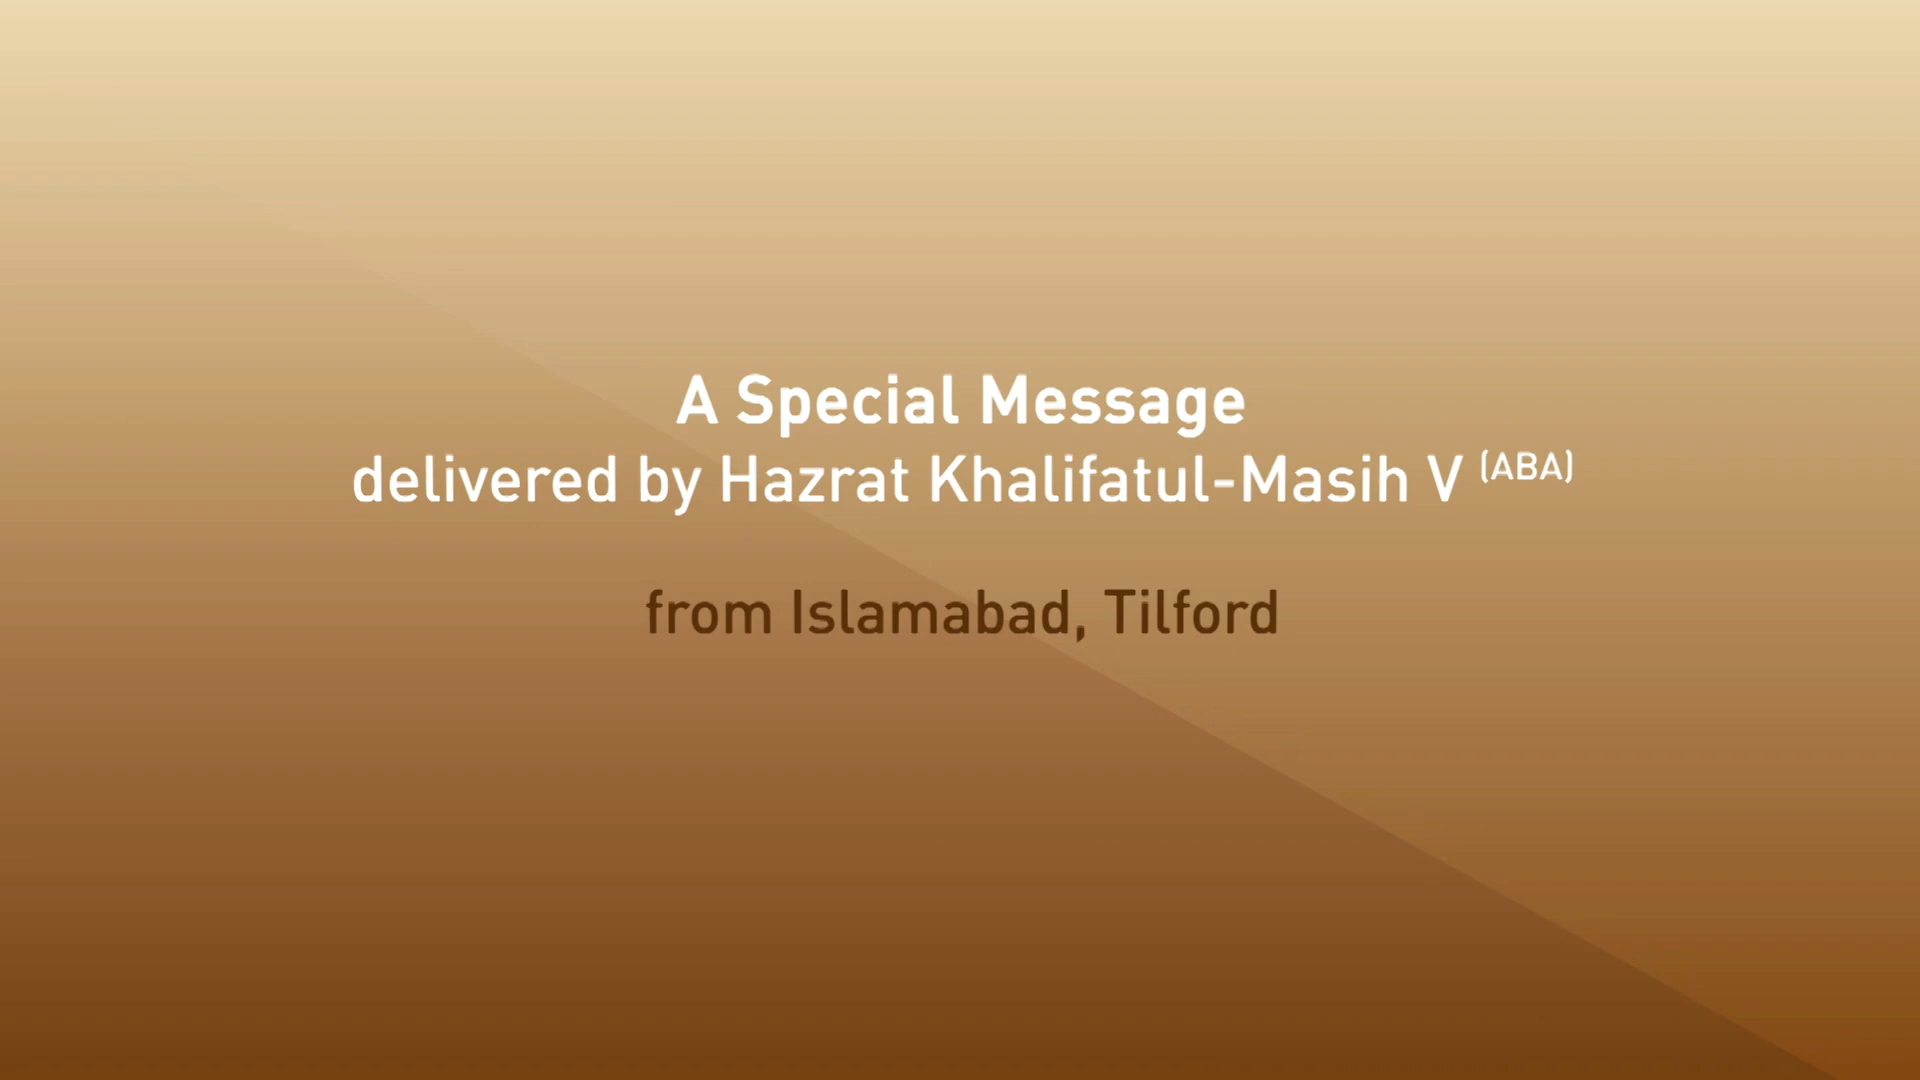 A Special Message
delivered by Hazrat Khalifatul-Masih V (ABA)
from Islamabad, Tilford